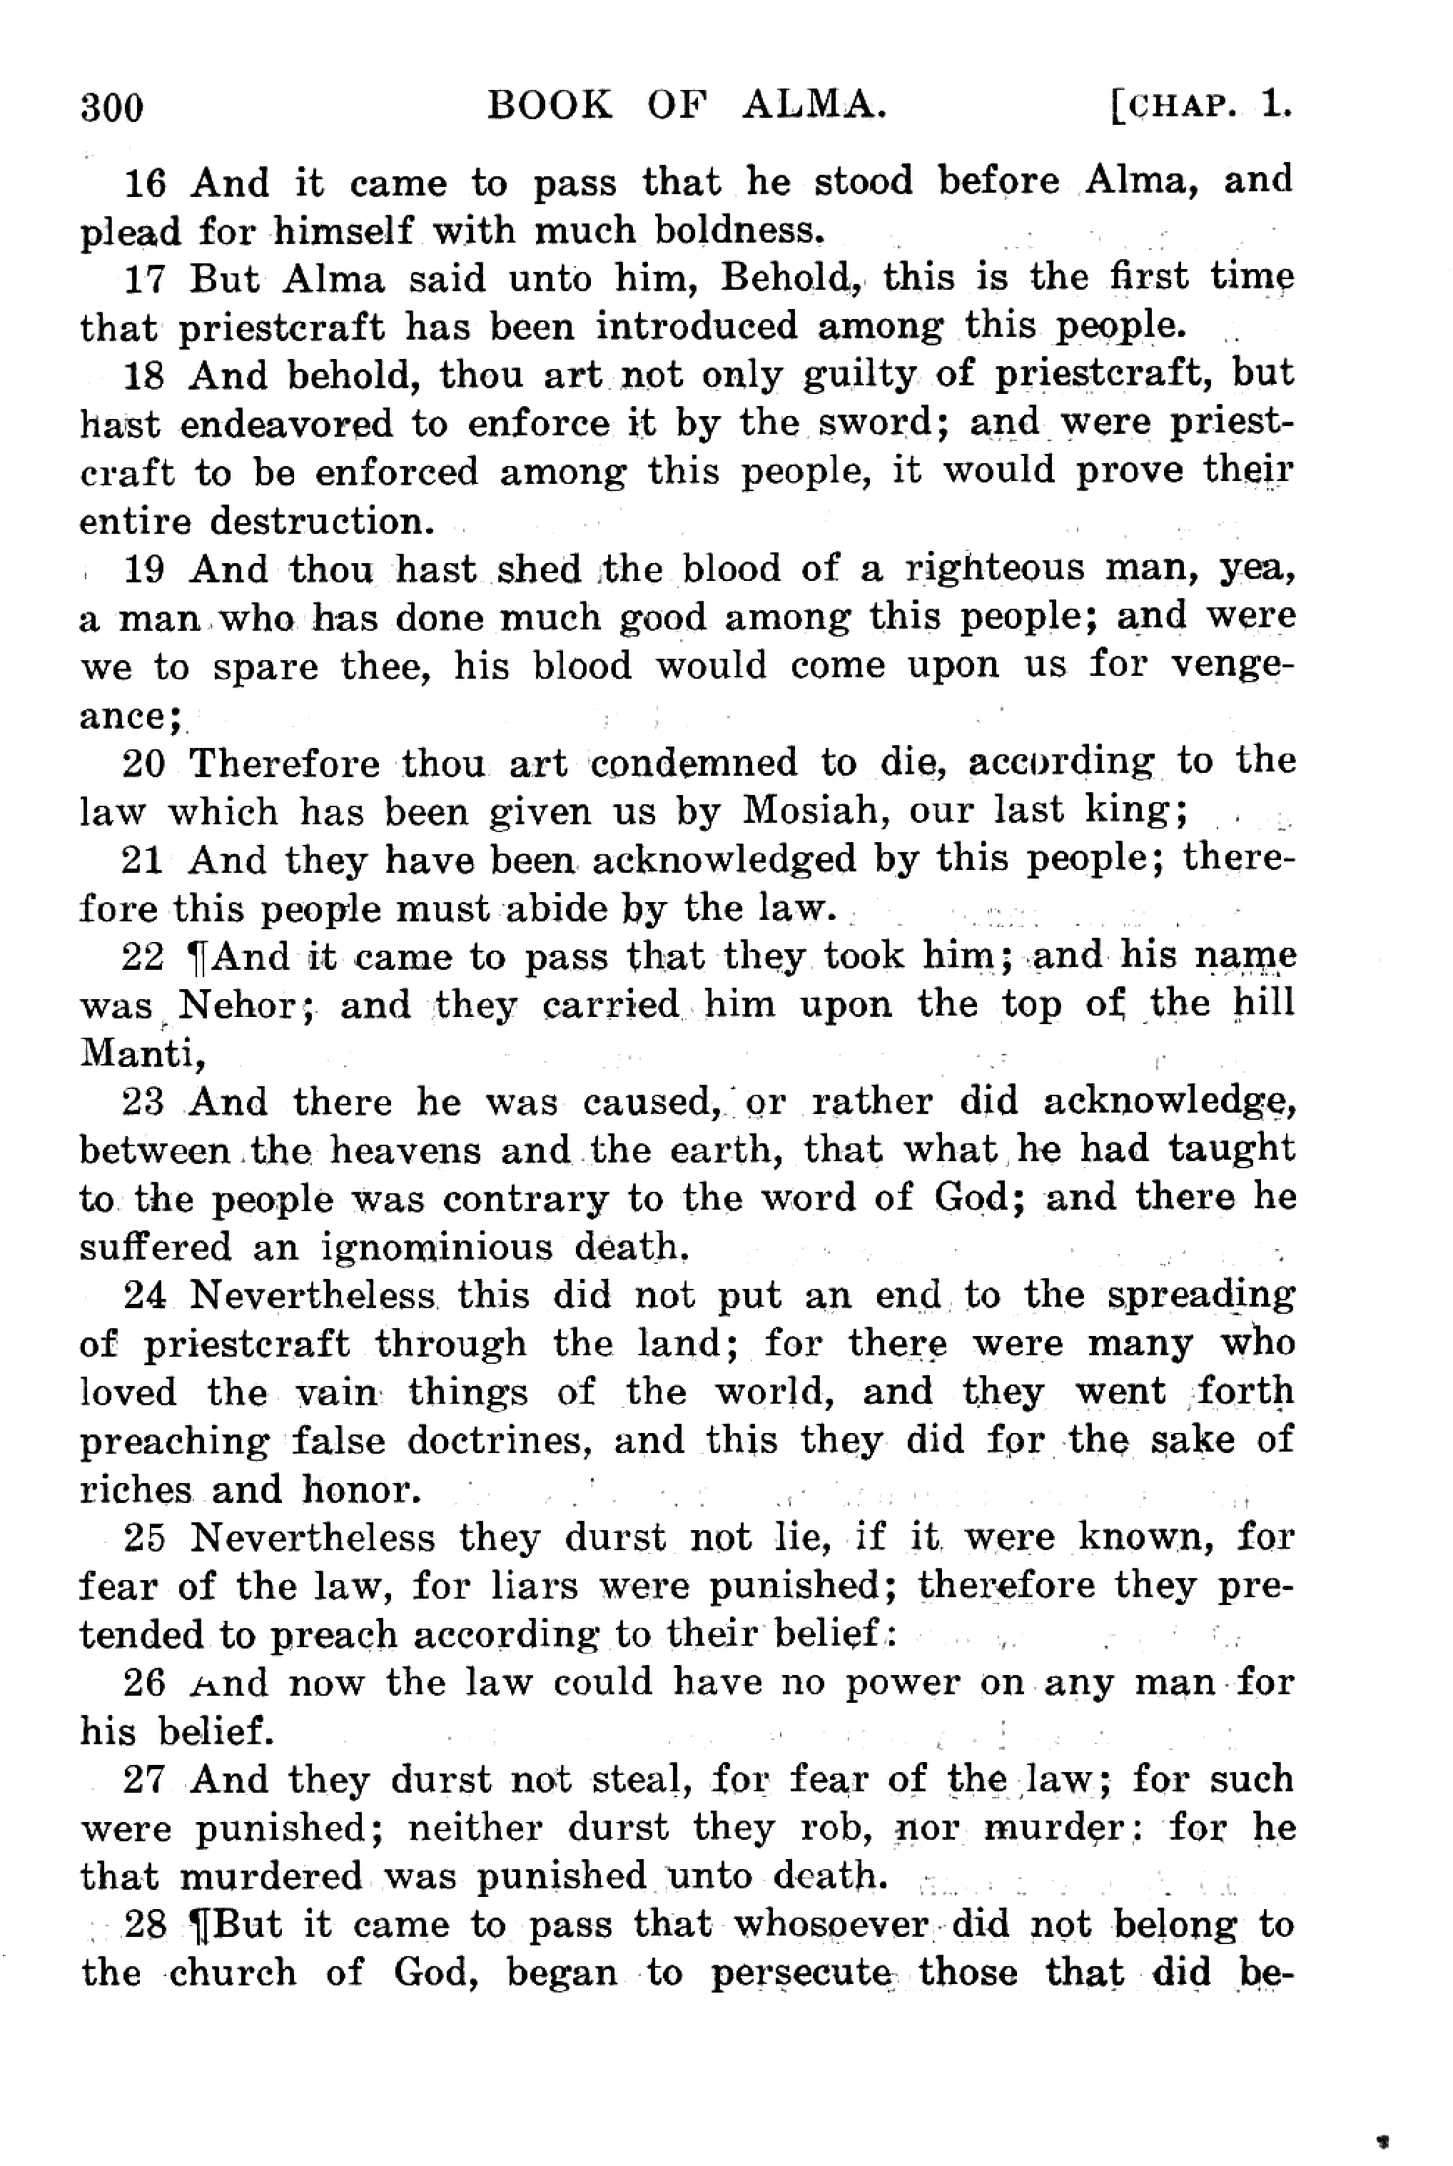 300 BOOK OF ALMA. [CHAP. 1.
16 And it came to pass that he stood before Alma, and
plead for himself with much boldness.
17 But Alma said unto him, Behold, this is the first time
that priestcraft has been introduced among this people.
18 And behold, thou art not only guilty of priestcraft, but
hast endeavored to enforce it by the sword; and were priest-
craft to be enforced among this people, it would prove their
entire destruction.
19 And thou hast shed the blood of a righteous man, yea,
a man who has done much good among this people; and were
we to spare thee, his blood would come upon us for venge-
ance;
20 Therefore thou art condemned to die, according to the
law which has been given us by Mosiah, our last king;
21 And they have been acknowledged by this people; there-
fore this people must abide by the law.
22 ¶And it came to pass that they took him; and his name
was Nehor; and they carried him upon the top of the hill
Manti,
23 And there he was caused, or rather did acknowledge,
between the heavens and the earth, that what he had taught
to the people was contrary to the word of God; and there he
suffered an ignominious death.
24 Nevertheless this did not put an end to the spreading
of priestcraft through the land; for there were many who
loved the vain things of the world, and they went forth
preaching false doctrines, and this they did for the sake of
riches and honor.
25 Nevertheless they durst not lie, if it were known, for
fear of the law, for liars were punished; therefore they pre-
tended to preach according to their belief:
26 And now the law could have no power on any man for
his belief.
27 And they durst not steal, for fear of the law; for such
were punished; neither durst they rob, nor murder: for he
that murdered was punished unto death.
28 ¶But it came to pass that whosoever did not belong to
the church of God, began to persecute those that did be-